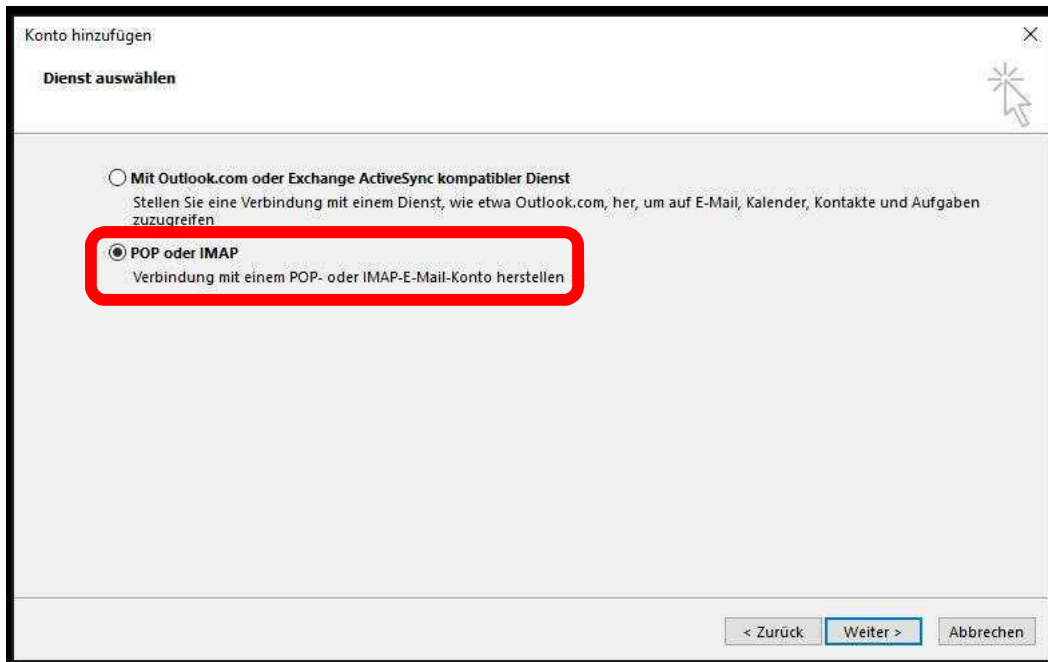 Konto hinzufügen
Dienst auswählen
Mit Outlook.com oder Exchange ActiveSync kompatibler Dienst
Stellen Sie eine Verbindung mit einem Dienst, wie etwa Outlook.com, her, um auf E-Mail, Kalender, Kontakte und Aufgaben
zuzugreifen
POP oder IMAP
Verbindung mit einem POP- oder IMAP-E-Mail-Konto herstellen
< Zurück Weiter > Abbrechen